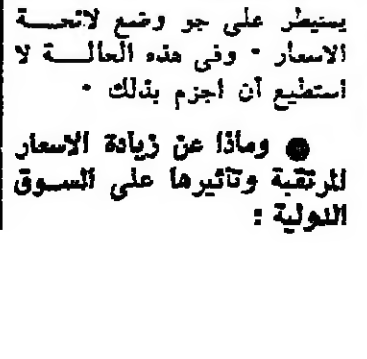 يسيطر على جو وضع لائحة
الاسعار • وفى هذه الحالة لا
استطيع أن اجزم بذلك •
● وماذا عن زيادة الاسعار
المرتقبة وتأثيرها على السوق
الدولية :